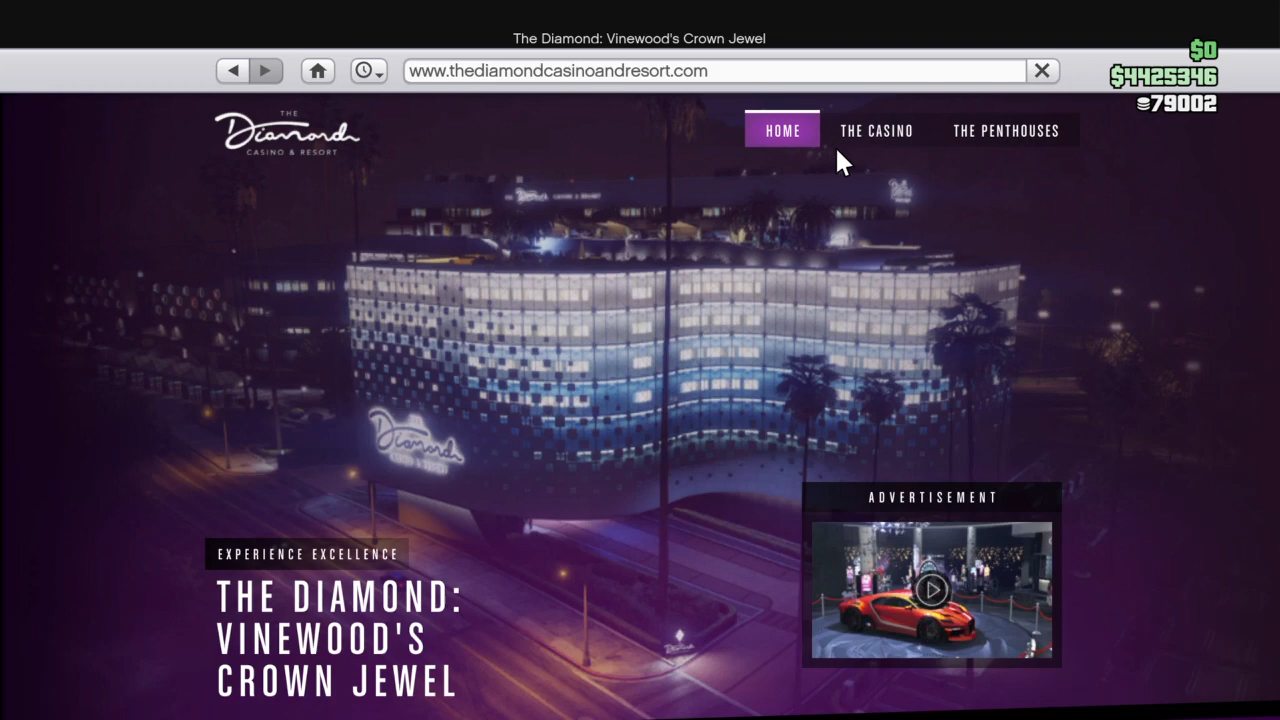 The Diamond: Vinewood's Crown Jewel
www.thediamondcasinoandresort.com
$0
$4425346
79002
THE
Diamond
CASINO & RESORT
HOME
THE CASINO
THE PENTHOUSES
Diamond
ADVERTISEMENT
EXPERIENCE EXCELLENCE
THE DIAMOND:
VINEWOOD'S
CROWN JEWEL